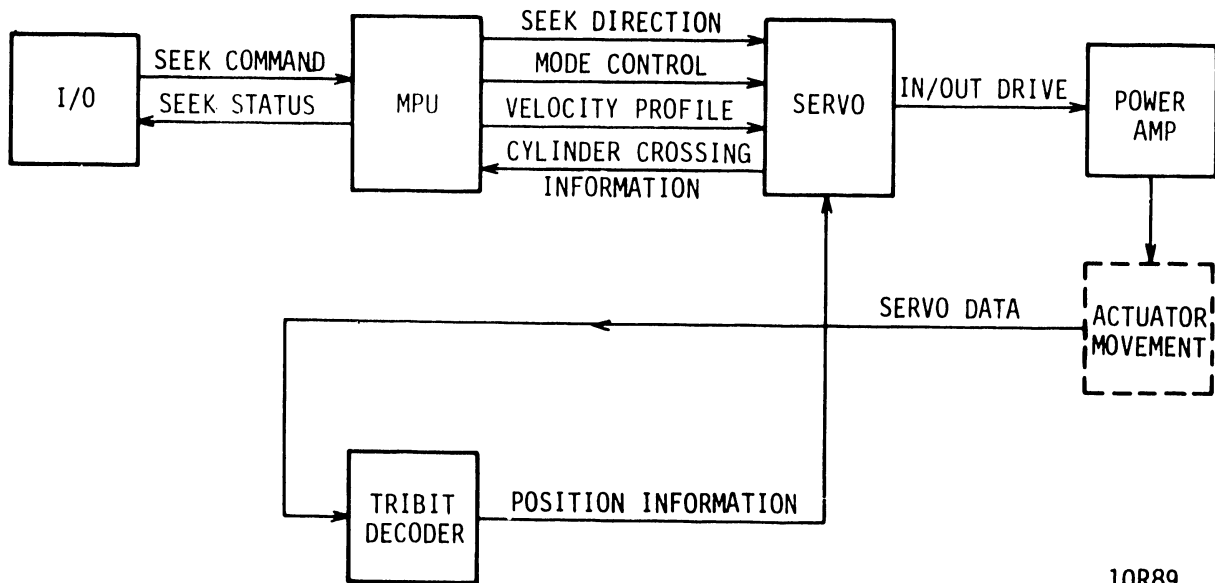 SEEK DIRECTION
SEEK COMMAND
MODE CONTROL
I/O
MPU
SERVO
IN/OUT DRIVE
POWER
AMP
SEEK STATUS
VELOCITY PROFILE
CYLINDER CROSSING
INFORMATION
SERVO DATA
ACTUATOR
MOVEMENT
TRIBIT
DECODER
POSITION INFORMATION
10R89